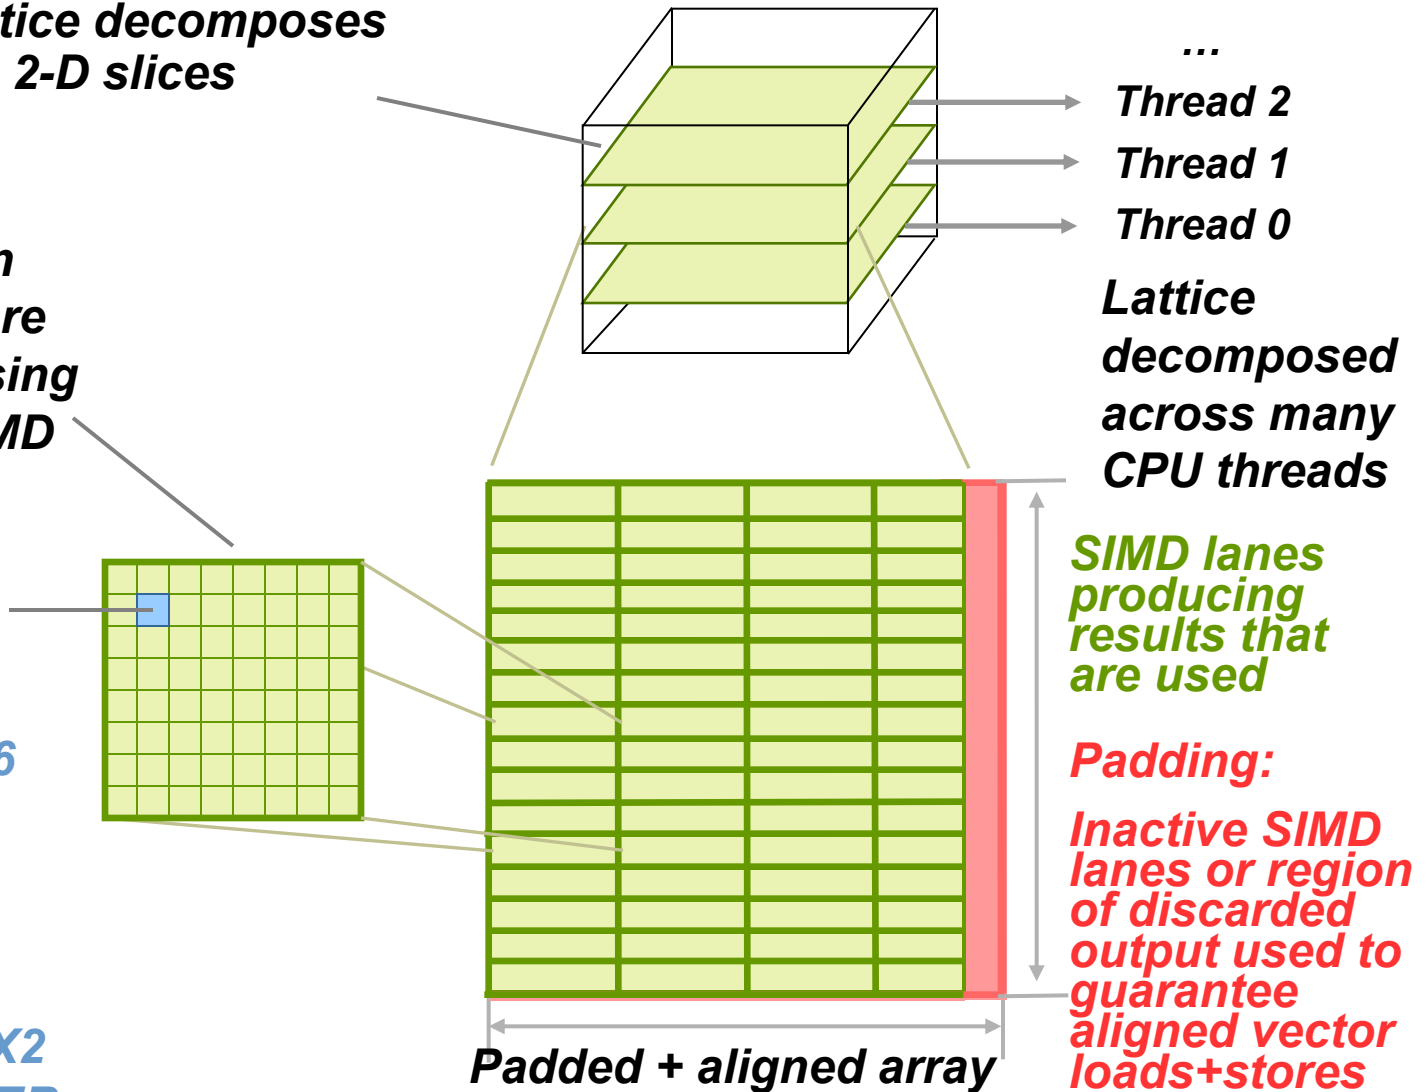 tice decomposes
2-D slices
...
Thread 2
Thread 1
Thread 0
Lattice
decomposed
across many
CPU threads
n
re
sing
MD
SIMD lanes
producing
results that
are used
6
Padding:
Inactive SIMD
lanes or region
of discarded
output used to
guarantee
aligned vector
loads+stores
X2
Padded + aligned array